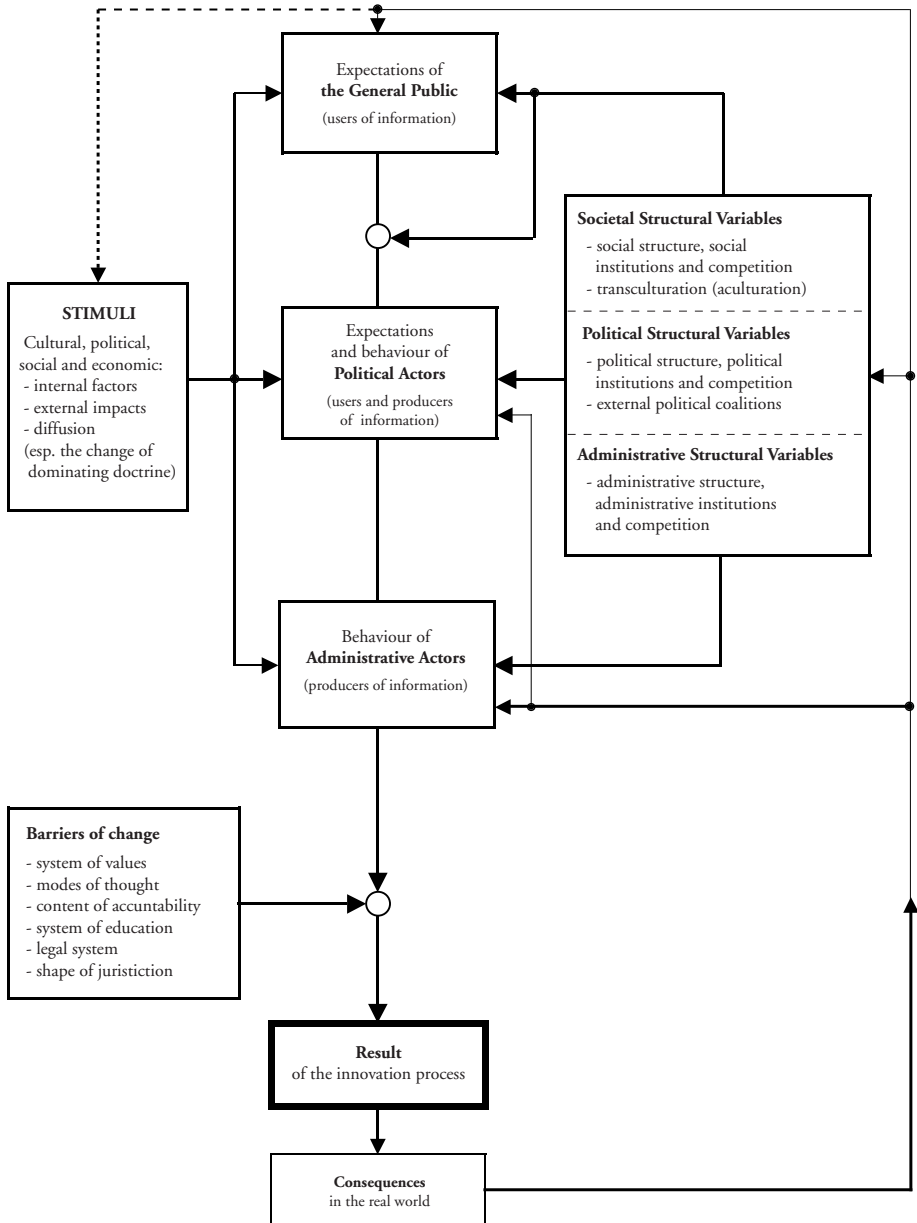 Expectations of
the General Public
(users of information)
Societal Structural Variables
- social structure, social
institutions and competition
- transculturation (aculturation)
STIMULI
Cultural, political,
social and economic:
- internal factors
- external impacts
- diffusion
(esp. the change of
dominating doctrine)
Expectations
and behaviour of
Political Actors
(users and producers
of information)
Political Structural Variables
- political structure, political
institutions and competition
- external political coalitions
Administrative Structural Variables
- administrative structure,
administrative institutions
and competition
Behaviour of
Administrative Actors
(producers of information)
Barriers of change
- system of values
- modes of thought
- content of accuntability
- system of education
- legal system
- shape of juristiction
Result
of the innovation process
Consequences
in the real world